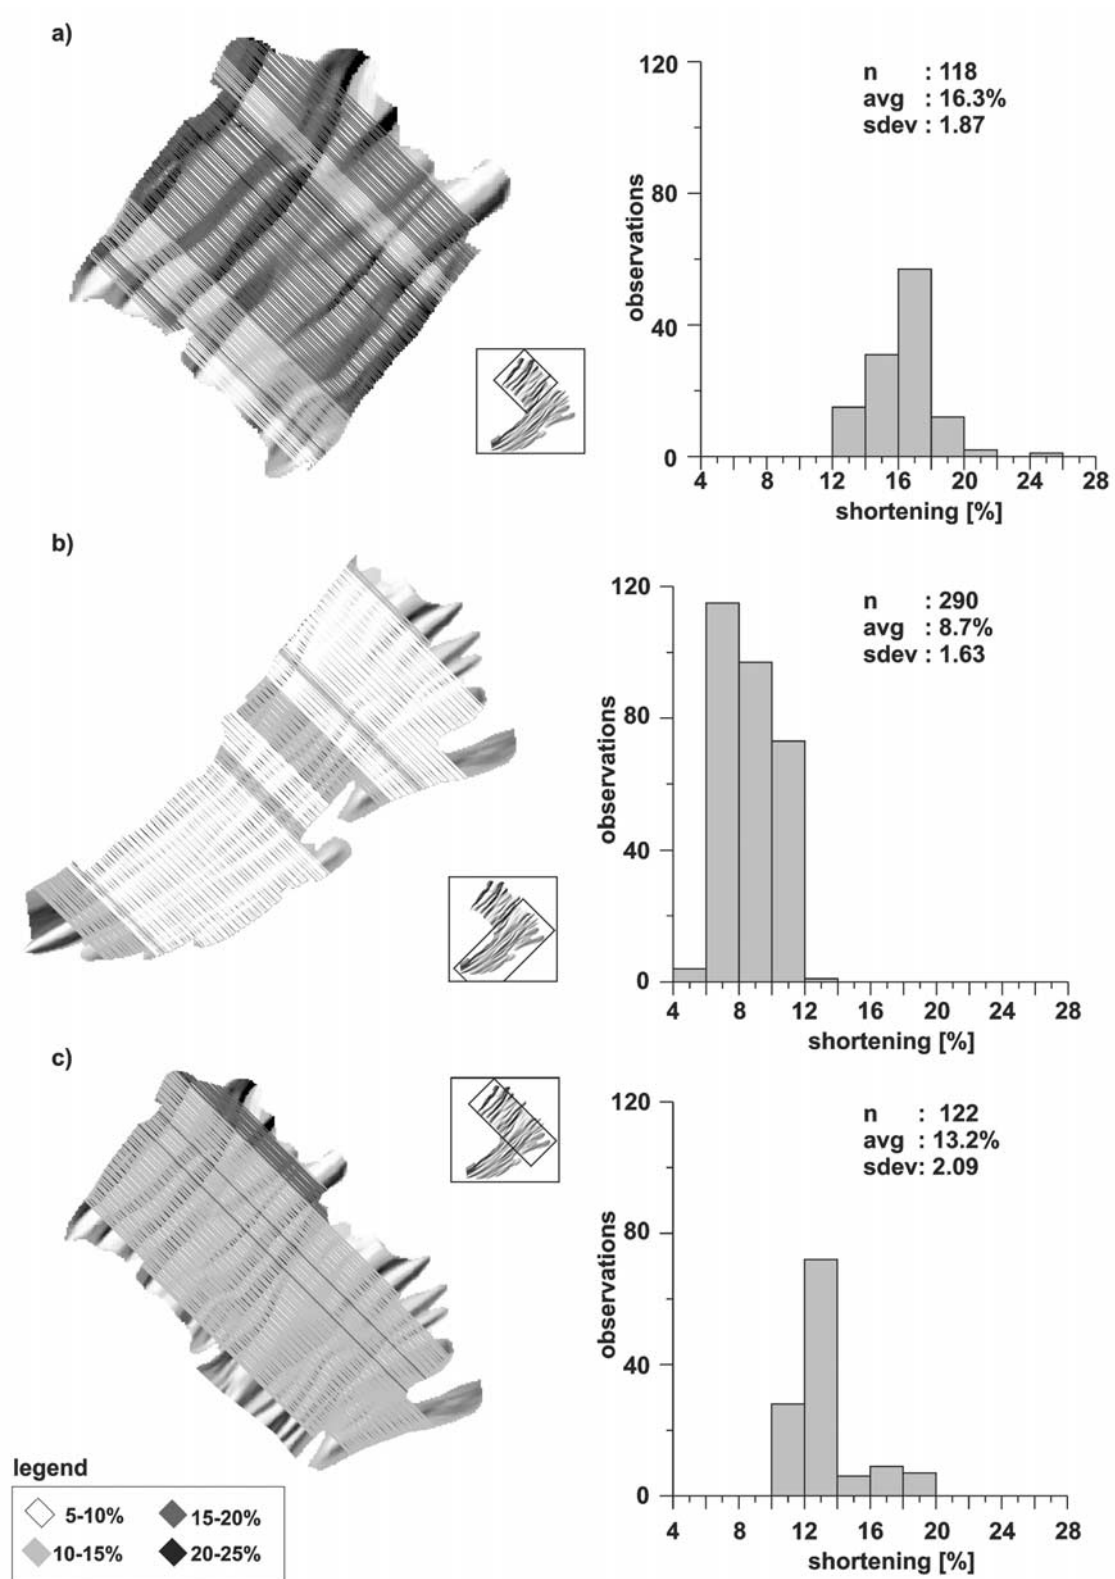 a)
120
80
40
0
observations
n : 118
avg : 16.3%
sdev : 1.87
4 8 12 16 20 24 28
shortening [%]
b)
120
80
40
0
observations
n : 290
avg : 8.7%
sdev : 1.63
4 8 12 16 20 24 28
shortening [%]
c)
120
80
40
0
observations
n : 122
avg : 13.2%
sdev: 2.09
4 8 12 16 20 24 28
shortening [%]
legend
5-10% 15-20%
10-15% 20-25%